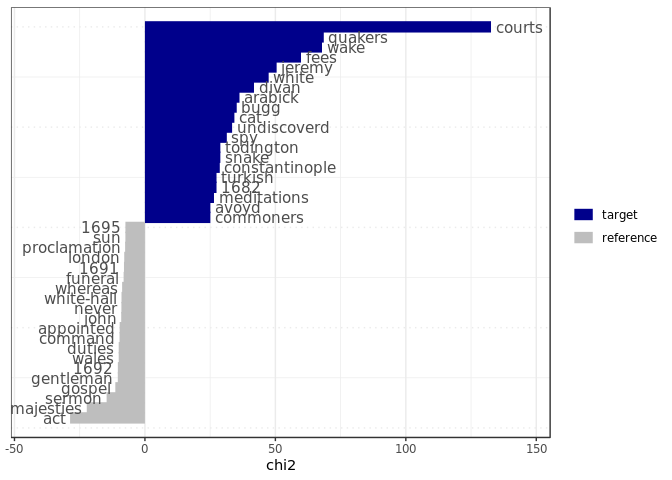 courts
quakers
wake
fees
jeremy
white
divan
arabick
bugg
cat
undiscoverd
spy
todington
snake
constantinople
turkish
1682
meditations
avoyd
commoners
1695
sun
proclamation
london
1691
funeral
whereas
white-hall
never
john
appointed
command
duties
wales
1692
gentleman
gospel
sermon
majesties
act
target
reference
-50 0 50 100 150
chi2